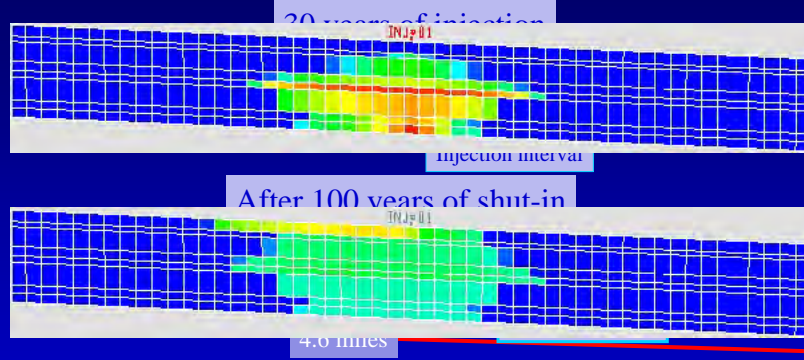 30 years of injection
INJ_01
Injection interval
After 100 years of shut-in
INJ_01
4.6 miles